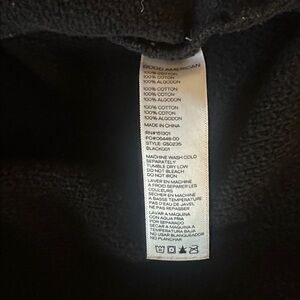 GOOD AMERICAN
100% COTTON
100% COTON
100% ALGODON
100% COTTON
100% COTON
100% ALGODON
100% COTTON
100% COTON
100% ALGODON
MADE IN CHINA
RN#151301
PO#06446-00
STYLE: GS0235
BLACK001
MACHINE WASH COLD
SEPARATELY
TUMBLE DRY LOW
DO NOT BLEACH
DO NOT IRON
LAVER EN MACHINE
A FROID SEPARER LES
COULEURS
SECHER EN MACHINE
PAS D'EAU DE JAVEL
NE PAS REPASSER
LAVAR A MAQUINA
CON AGUA FRIA
POR SEPARADO
SECAR A MAQUINA A
TEMPERATURA BAJA
NO USAR BLANQUEADOR
NO PLANCHAR